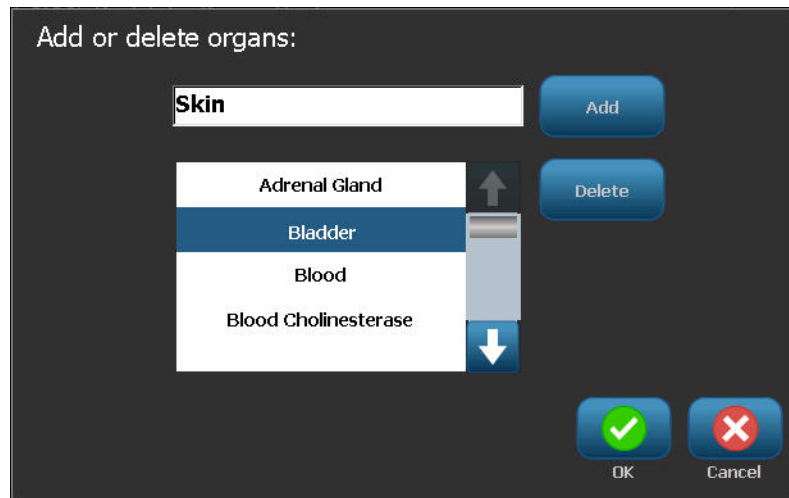 Add or delete organs:
Skin
Add
Adrenal Gland
Delete
Bladder
Blood
Blood Cholinesterase
OK
Cancel